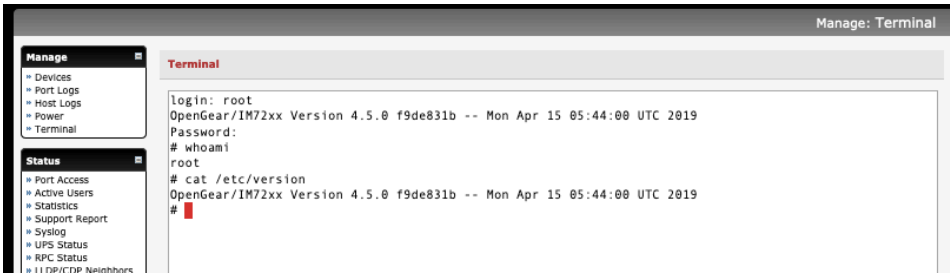 Manage: Terminal
Manage
» Devices
» Port Logs
» Host Logs
» Power
» Terminal
Status
» Port Access
» Active Users
» Statistics
» Support Report
» Syslog
» UPS Status
» RPC Status
» LLDP/CDP Neighbors
Terminal
login: root
OpenGear/IM72xx Version 4.5.0 f9de831b -- Mon Apr 15 05:44:00 UTC 2019
Password:
# whoami
root
# cat /etc/version
OpenGear/IM72xx Version 4.5.0 f9de831b -- Mon Apr 15 05:44:00 UTC 2019
#